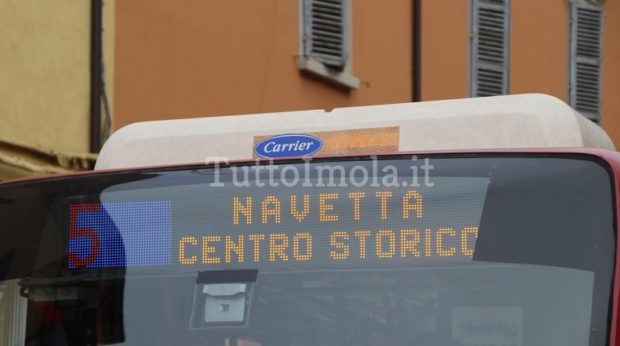 Carrier
TuttoImola.it
5 NAVETTA
CENTRO STORICO